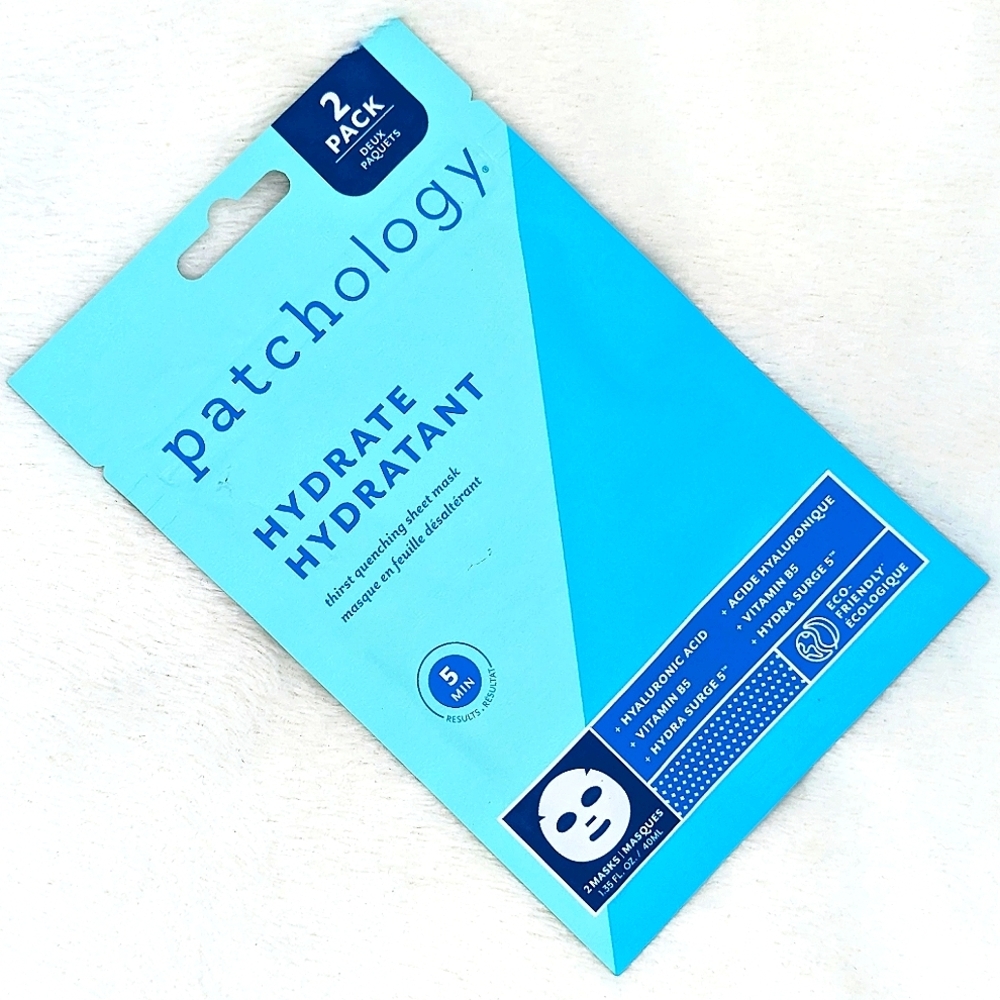 2
PACK
DEUX
PAQUETS
patchology®
HYDRATE
HYDRATANT
thirst quenching sheet mask
masque en feuille désaltérant
5
MIN
RESULTS . RÉSULTAT
+ HYALURONIC ACID
+ VITAMIN B5
+ HYDRA SURGE 5™
+ ACIDE HYALURONIQUE
+ VITAMIN B5
+ HYDRA SURGE 5™
ECO-
FRIENDLY*
ÉCOLOGIQUE
2 MASKS | MASQUES
1.35 FL. OZ. / 40ML